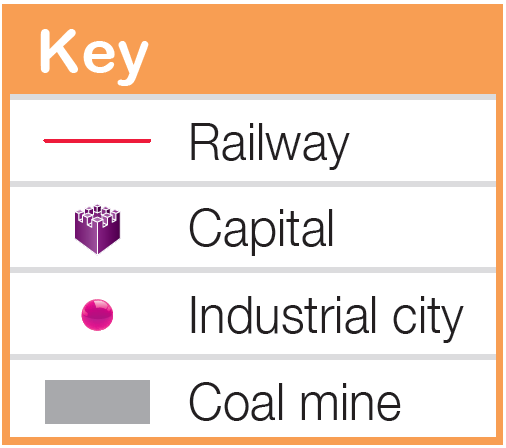 Key
Railway
Capital
Industrial city
Coal mine